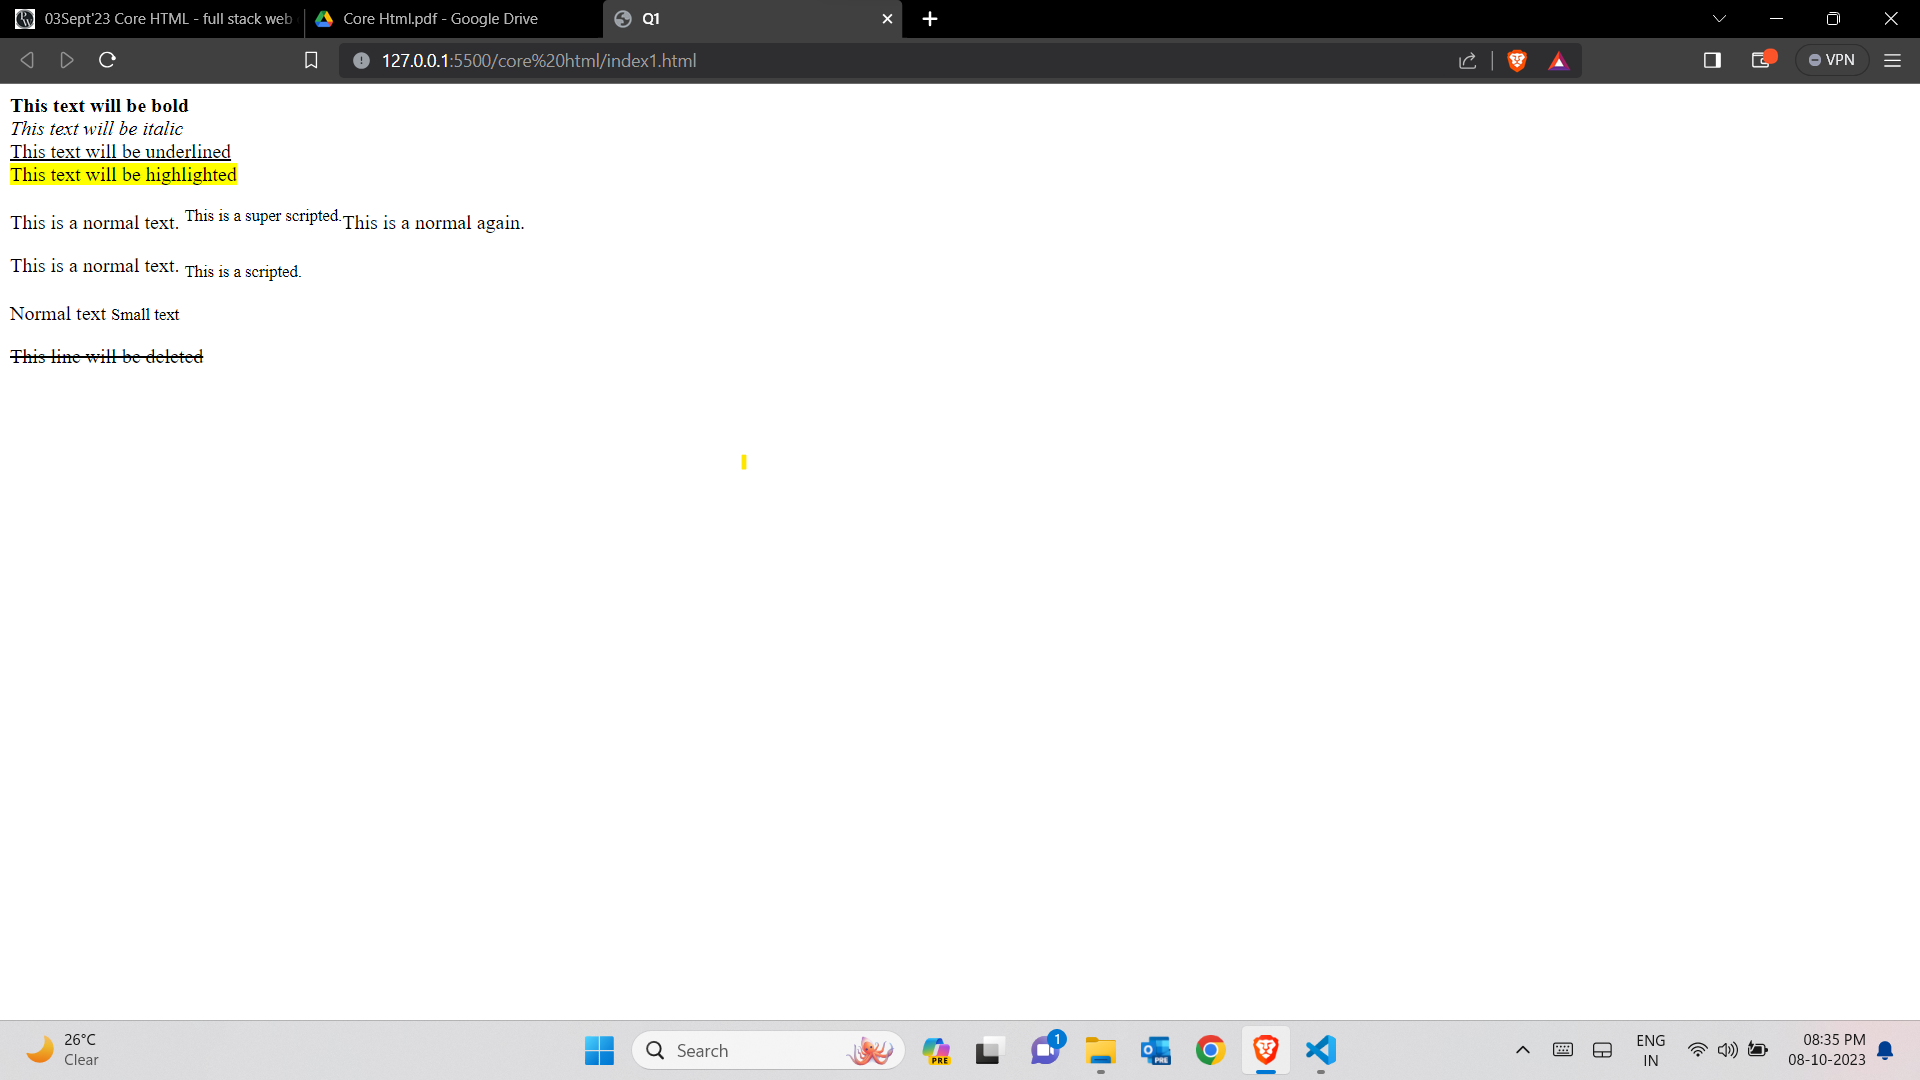 03Sept'23 Core HTML - full stack web
Core Html.pdf - Google Drive
Q1
127.0.0.1:5500/core%20html/index1.html
VPN
This text will be bold
This text will be italic
This text will be underlined
This text will be highlighted
This is a normal text. This is a super scripted.This is a normal again.
This is a normal text. This is a scripted.
Normal text Small text
This line will be deleted
26°C
Clear
Search
PRE
1
PRE
ENG
IN
08:35 PM
08-10-2023